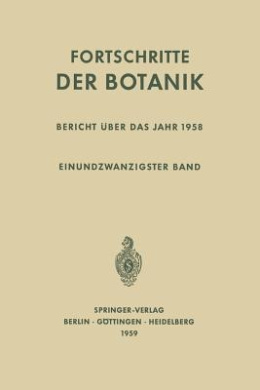 FORTSCHRITTE
DER BOTANIK
BERICHT ÜBER DAS JAHR 1958
EINUNDZWANZIGSTER BAND
SPRINGER-VERLAG
BERLIN · GÖTTINGEN · HEIDELBERG
1959